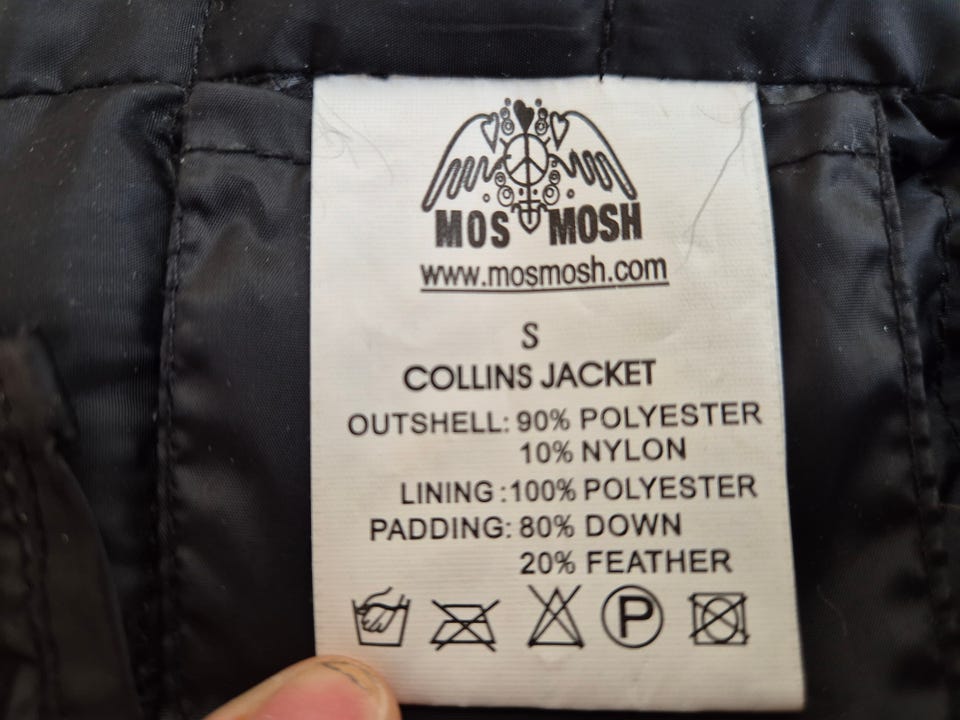 MOS MOSH
www.mosmosh.com
S
COLLINS JACKET
OUTSHELL: 90% POLYESTER
10% NYLON
LINING :100% POLYESTER
PADDING: 80% DOWN
20% FEATHER
P